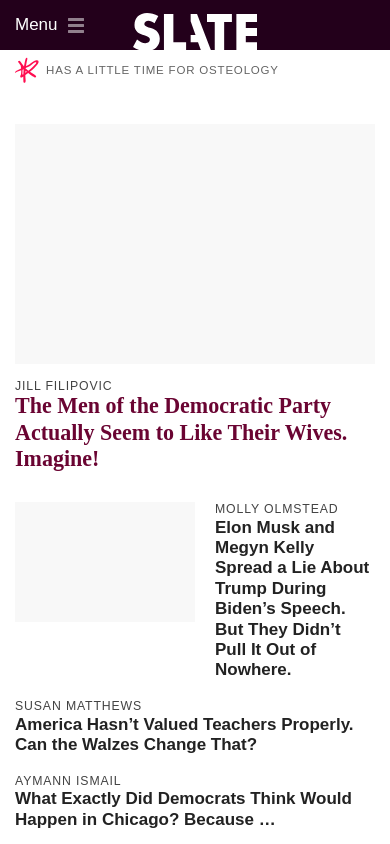 Menu
SLATE
HAS A LITTLE TIME FOR OSTEOLOGY
JILL FILIPOVIC
The Men of the Democratic Party
Actually Seem to Like Their Wives.
Imagine!
MOLLY OLMSTEAD
Elon Musk and
Megyn Kelly
Spread a Lie About
Trump During
Biden’s Speech.
But They Didn’t
Pull It Out of
Nowhere.
SUSAN MATTHEWS
America Hasn’t Valued Teachers Properly.
Can the Walzes Change That?
AYMANN ISMAIL
What Exactly Did Democrats Think Would
Happen in Chicago? Because …